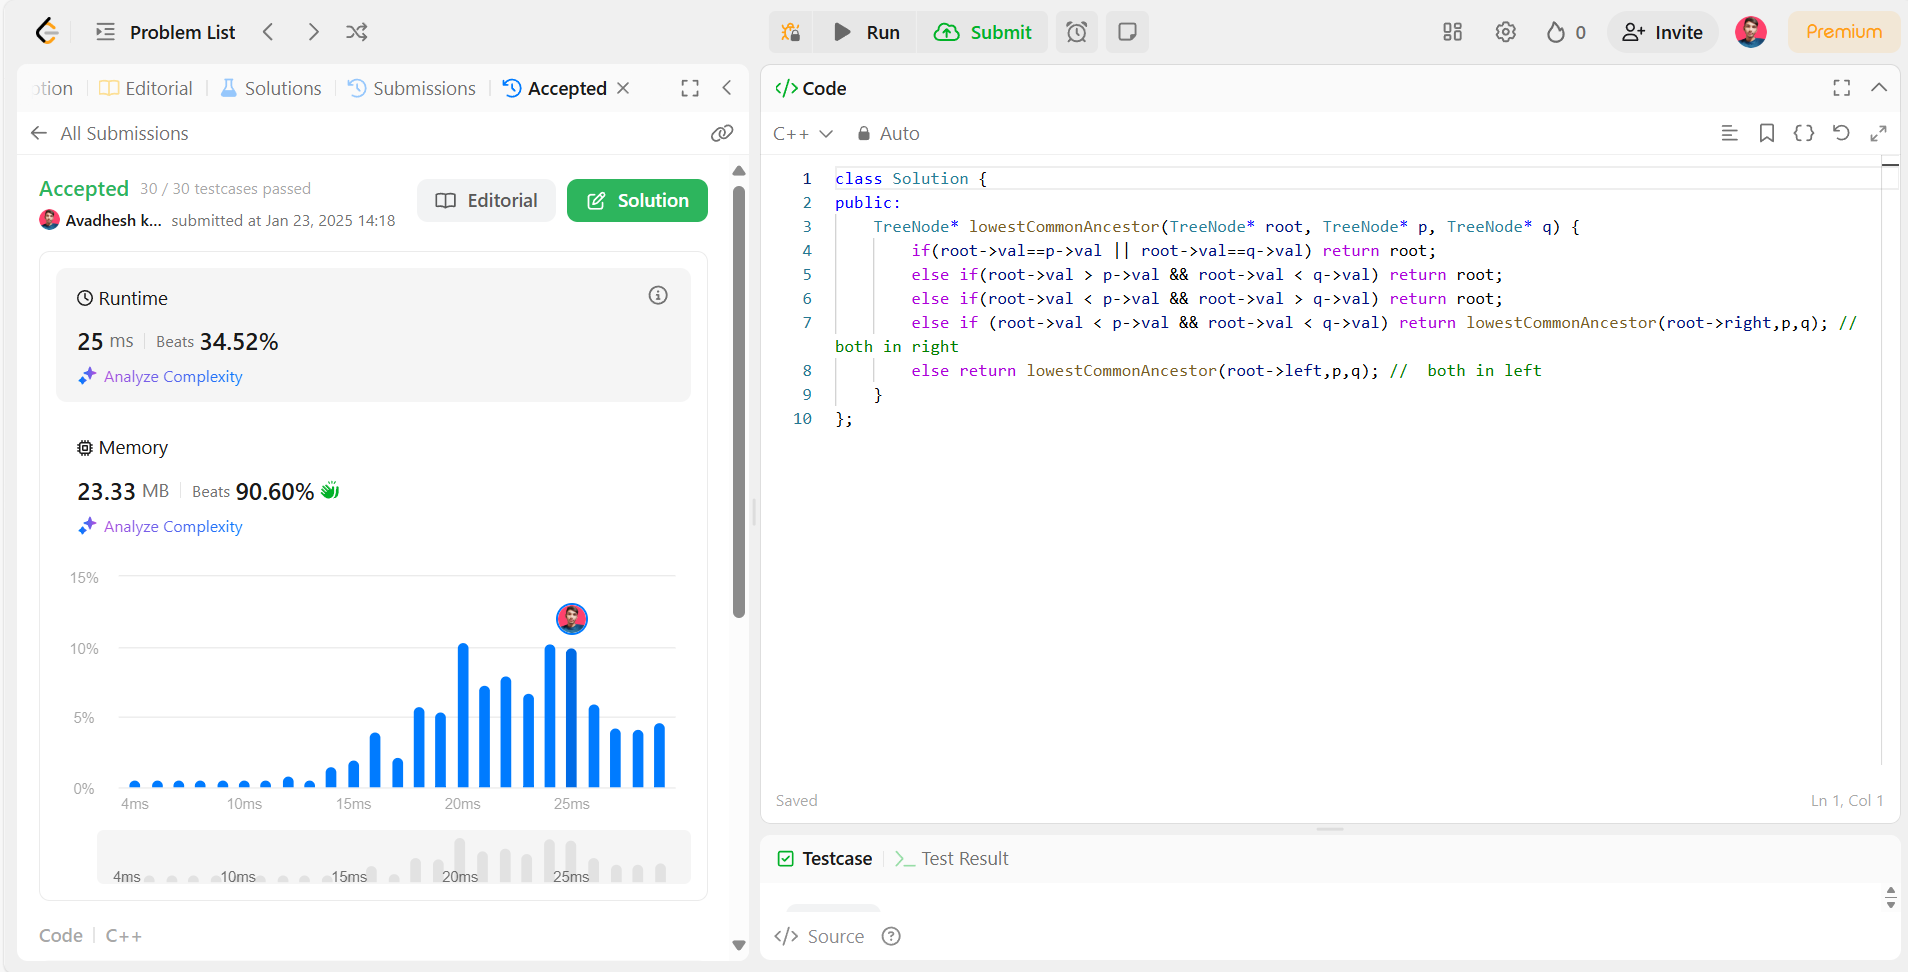 Problem List
Run
Submit
0
Invite
Premium
Editorial
Solutions
Submissions
Accepted
All Submissions
Accepted 30 / 30 testcases passed
Avadhesh k... submitted at Jan 23, 2025 14:18
Editorial
Solution
Runtime
25 ms Beats 34.52%
Analyze Complexity
Memory
23.33 MB Beats 90.60%
Analyze Complexity
15%
10%
5%
0%
4ms 10ms 15ms 20ms 25ms
4ms 10ms 15ms 20ms 25ms
Code C++
</> Code
C++ Auto
1 class Solution {
2 public:
3 TreeNode* lowestCommonAncestor(TreeNode* root, TreeNode* p, TreeNode* q) {
4 if(root->val==p->val || root->val==q->val) return root;
5 else if(root->val > p->val && root->val < q->val) return root;
6 else if(root->val < p->val && root->val > q->val) return root;
7 else if (root->val < p->val && root->val < q->val) return lowestCommonAncestor(root->right,p,q); //
both in right
8 else return lowestCommonAncestor(root->left,p,q); //  both in left
9 }
10 };
Saved
Ln 1, Col 1
Testcase
Test Result
</> Source